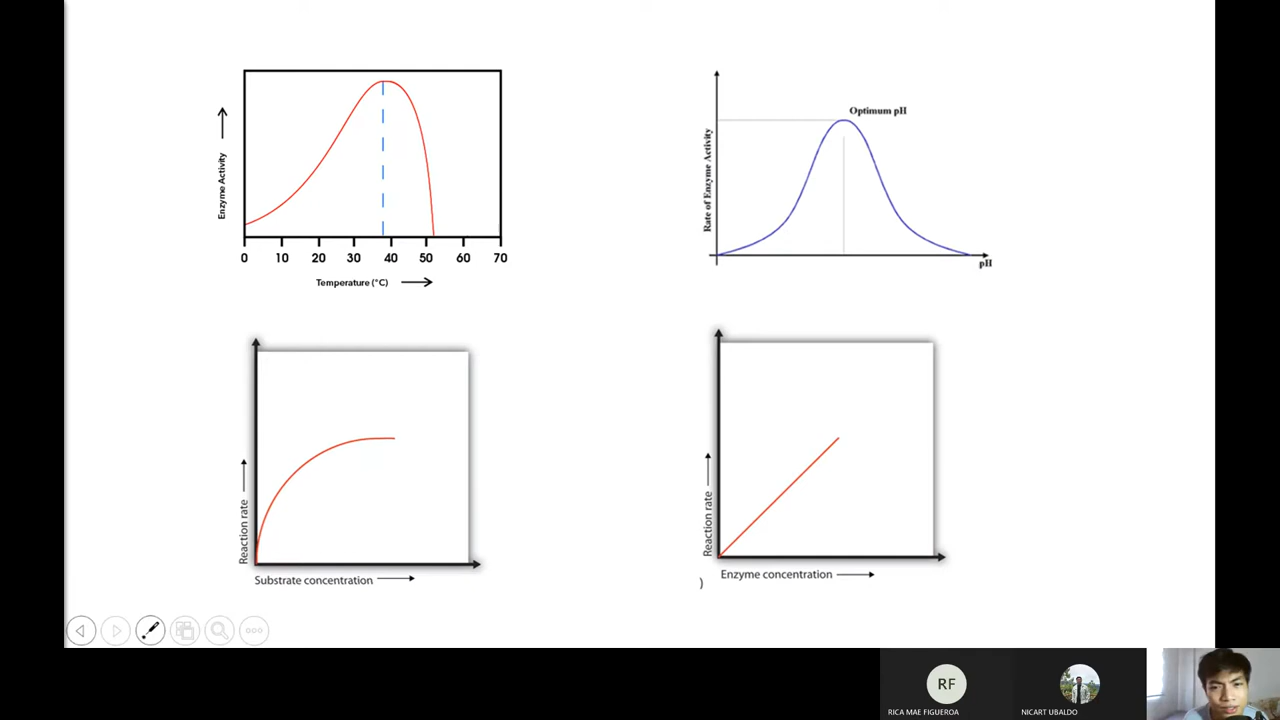 Enzyme Activity
0 10 20 30 40 50 60 70
Temperature (°C)
Optimum pH
Rate of Enzyme Activity
pH
Reaction rate
Substrate concentration
Reaction rate
)
Enzyme concentration
RF
RICA MAE FIGUEROA
NICART UBALDO